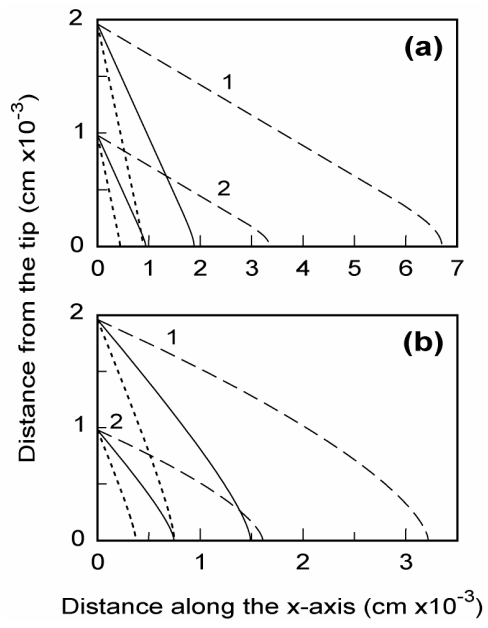 Distance from the tip (cm x10⁻³)
2
(a)
1
1
2
0
0 1 2 3 4 5 6 7
2
(b)
1
1
2
0
0 1 2 3
Distance along the x-axis (cm x10⁻³)